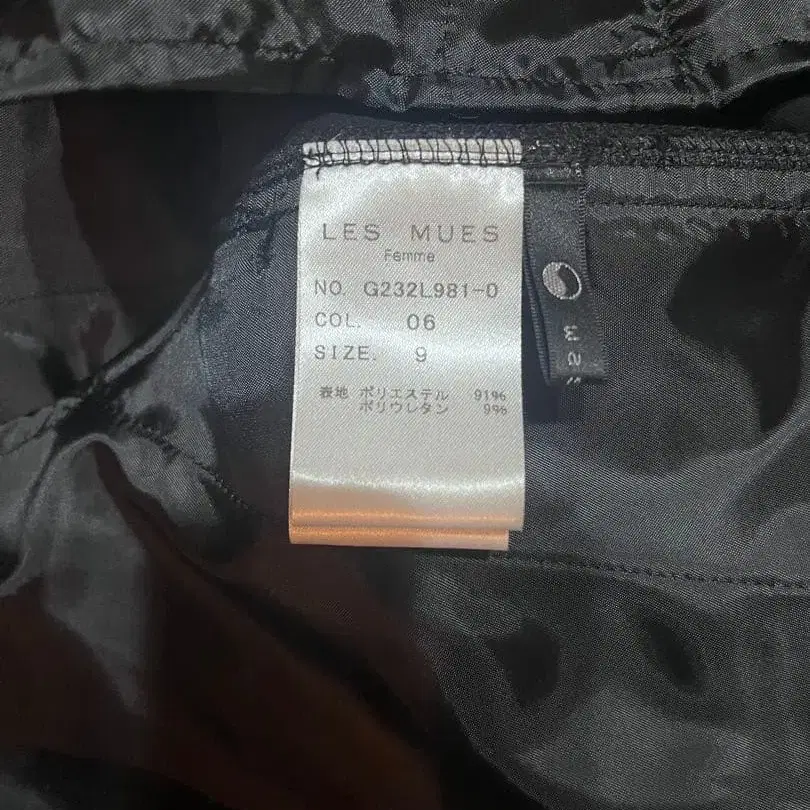 LES MUES
Femme
NO. G232L981-0
COL. 06
SIZE. 9
表地 ポリエステル 91%
ポリウレタン 9%